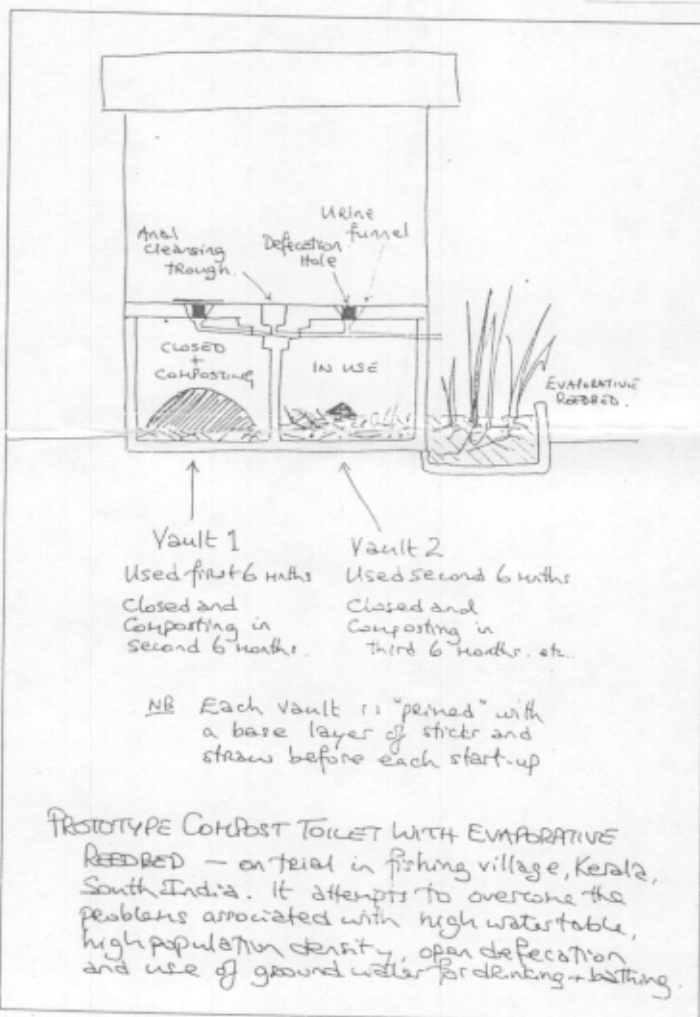 Anal
Cleansing
trough.
Defecation
Hole
Urine
funnel
CLOSED
+
COMPOSTING
IN USE
EVAPORATIVE
REEDBED.
Vault 1
Used first 6 months
Closed and
Composting in
second 6 months.
Vault 2
Used second 6 months
Closed and
Composting in
third 6 months. etc.
NB Each vault is "primed" with
a base layer of sticks and
straw before each start-up
PROTOTYPE COMPOST TOILET WITH EVAPORATIVE
REEDBED — on trial in fishing village, Kerala,
South India. It attempts to overcome the
problems associated with high water table,
high population density, open defecation
and use of ground water for drinking + bathing.